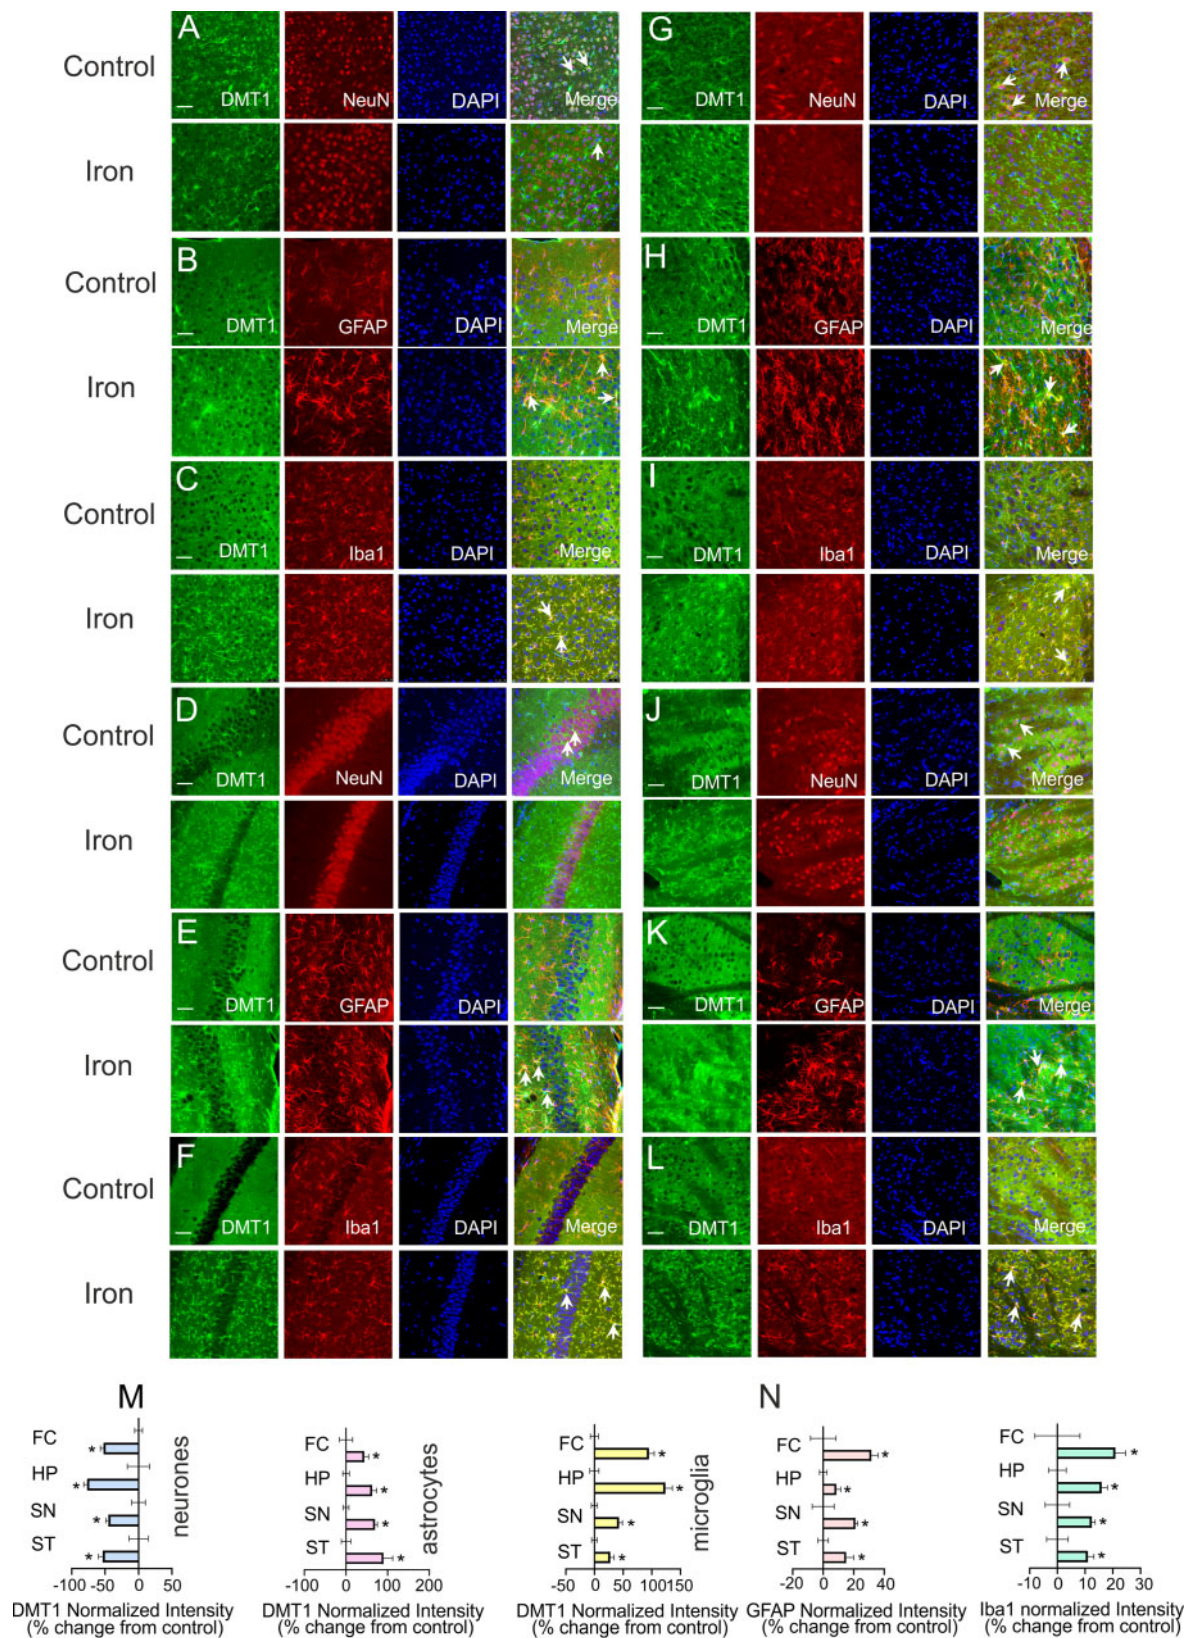 A G
Control DMT1 NeuN DAPI Merge DMT1 NeuN DAPI Merge
Iron
B H
Control DMT1 GFAP DAPI Merge DMT1 GFAP DAPI Merge
Iron
C I
Control DMT1 Iba1 DAPI Merge DMT1 Iba1 DAPI Merge
Iron
D J
Control DMT1 NeuN DAPI Merge DMT1 NeuN DAPI Merge
Iron
E K
Control DMT1 GFAP DAPI Merge DMT1 GFAP DAPI Merge
Iron
F L
Control DMT1 Iba1 DAPI Merge DMT1 Iba1 DAPI Merge
Iron
M
FC *
HP *
SN *
ST *
neurones
-100 -50 0 50
DMT1 Normalized Intensity
(% change from control)
FC *
HP *
SN *
ST *
astrocytes
-100 0 100 200
DMT1 Normalized Intensity
(% change from control)
FC *
HP *
SN *
ST *
microglia
-50 0 50 100 150
DMT1 Normalized Intensity
(% change from control)
N
FC *
HP *
SN *
ST *
-20 0 20 40
GFAP Normalized Intensity
(% change from control)
FC *
HP *
SN *
ST *
-10 0 10 20 30
Iba1 normalized Intensity
(% change from control)